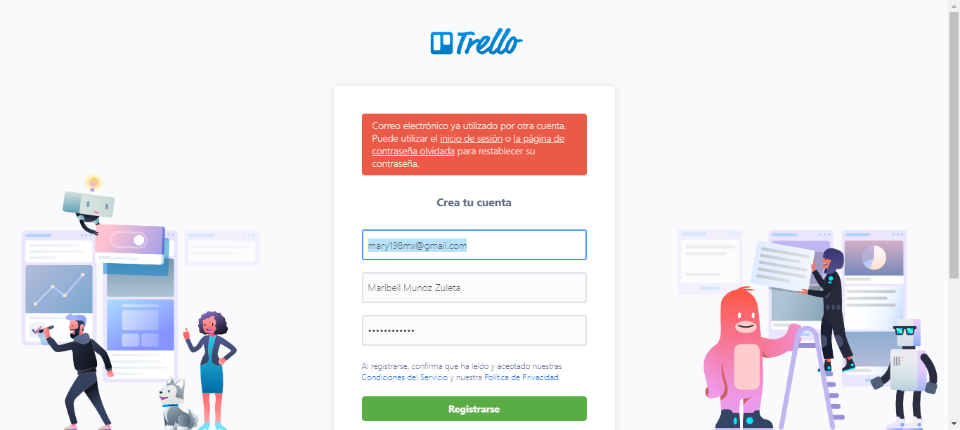 Trello
Correo electrónico ya utilizado por otra cuenta.
Puede utilizar el inicio de sesión o la página de
contraseña olvidada para restablecer su
contraseña.
Crea tu cuenta
mary198mx@gmail.com
Maribell Munoz Zuleta
••••••••••••
Al registrarse, confirma que ha leído y aceptado nuestras
Condiciones del Servicio y nuestra Política de Privacidad.
Registrarse